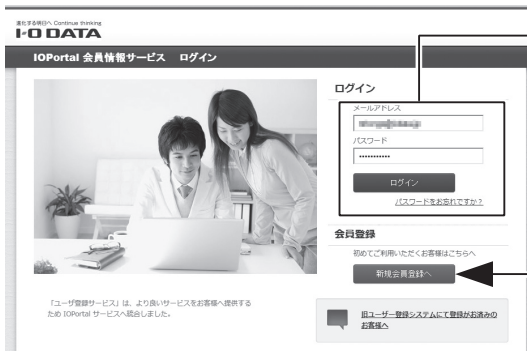 進化する明日へ Continue thinking
I-O DATA
IOPortal 会員情報サービス ログイン
ログイン
メールアドレス
パスワード
••••••••••
ログイン
パスワードをお忘れですか？
会員登録
初めてご利用いただくお客様はこちらへ
新規会員登録へ
「ユーザ登録サービス」は、より良いサービスをお客様へ提供する
ため IOPortal サービスへ統合しました。
旧ユーザー登録システムにて登録がお済みの
お客様へ